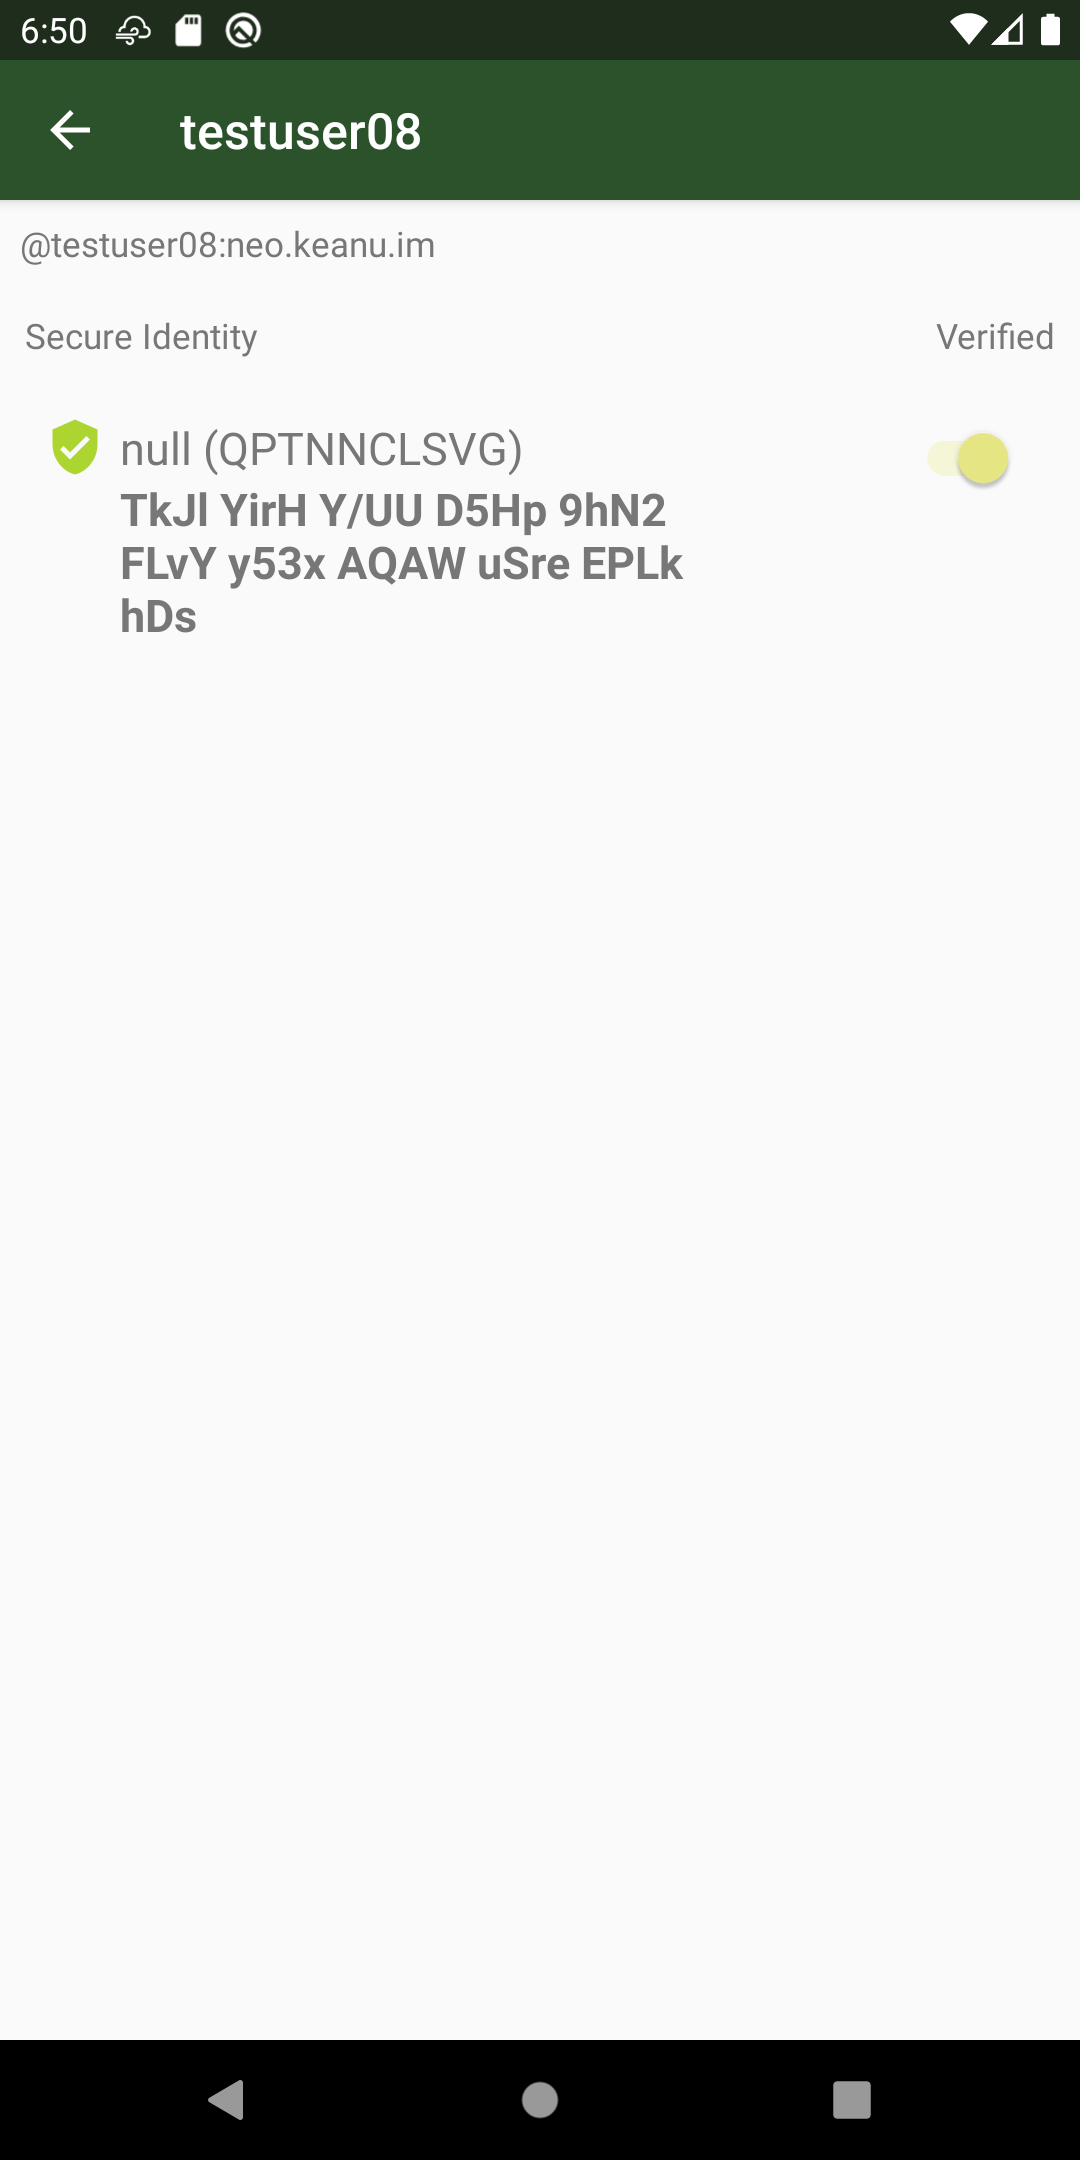 6:50
testuser08
@testuser08:neo.keanu.im
Secure Identity
Verified
null (QPTNNCLSVG)
TkJl YirH Y/UU D5Hp 9hN2
FLvY y53x AQAW uSre EPLk
hDs